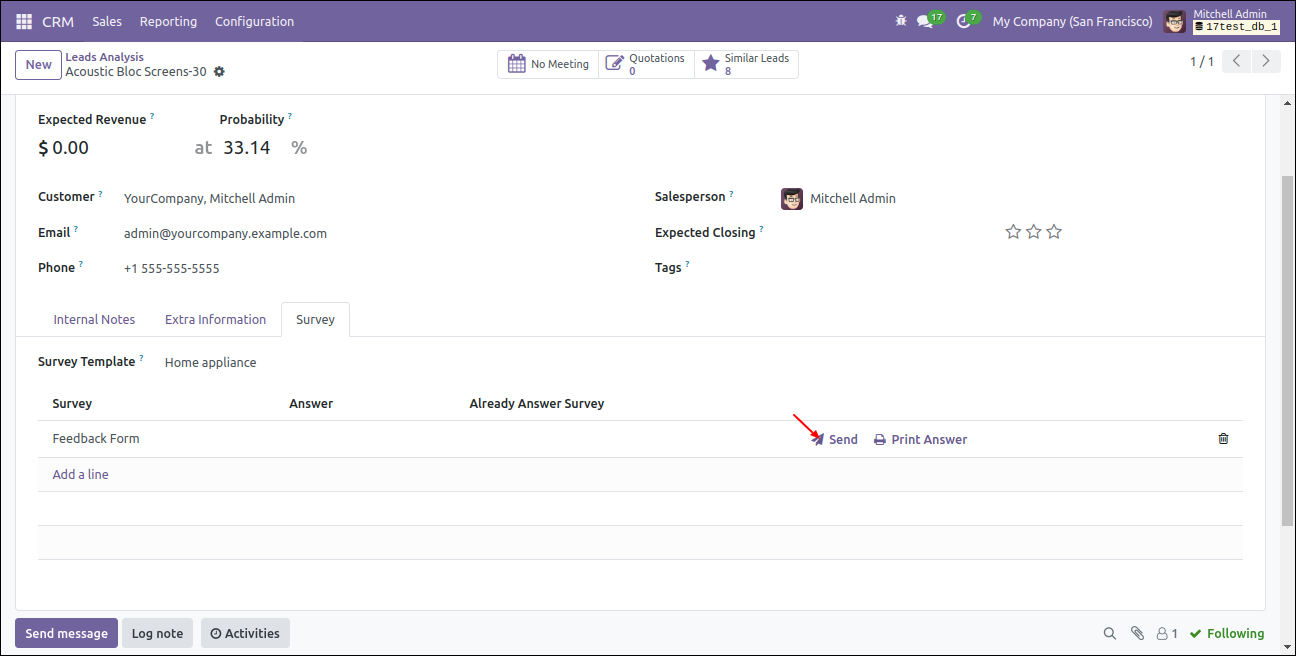 CRM Sales Reporting Configuration 17 7 My Company (San Francisco) Mitchell Admin
17test_db_1
New Leads Analysis
Acoustic Bloc Screens-30
No Meeting
Quotations
0
Similar Leads
8
1 / 1
Expected Revenue ? Probability ?
$ 0.00 at 33.14 %
Customer ? YourCompany, Mitchell Admin Salesperson ? Mitchell Admin
Email ? admin@yourcompany.example.com Expected Closing ?
Phone ? +1 555-555-5555 Tags ?
Internal Notes Extra Information Survey
Survey Template ? Home appliance
Survey Answer Already Answer Survey
Feedback Form Send Print Answer
Add a line
Send message Log note Activities 1 Following